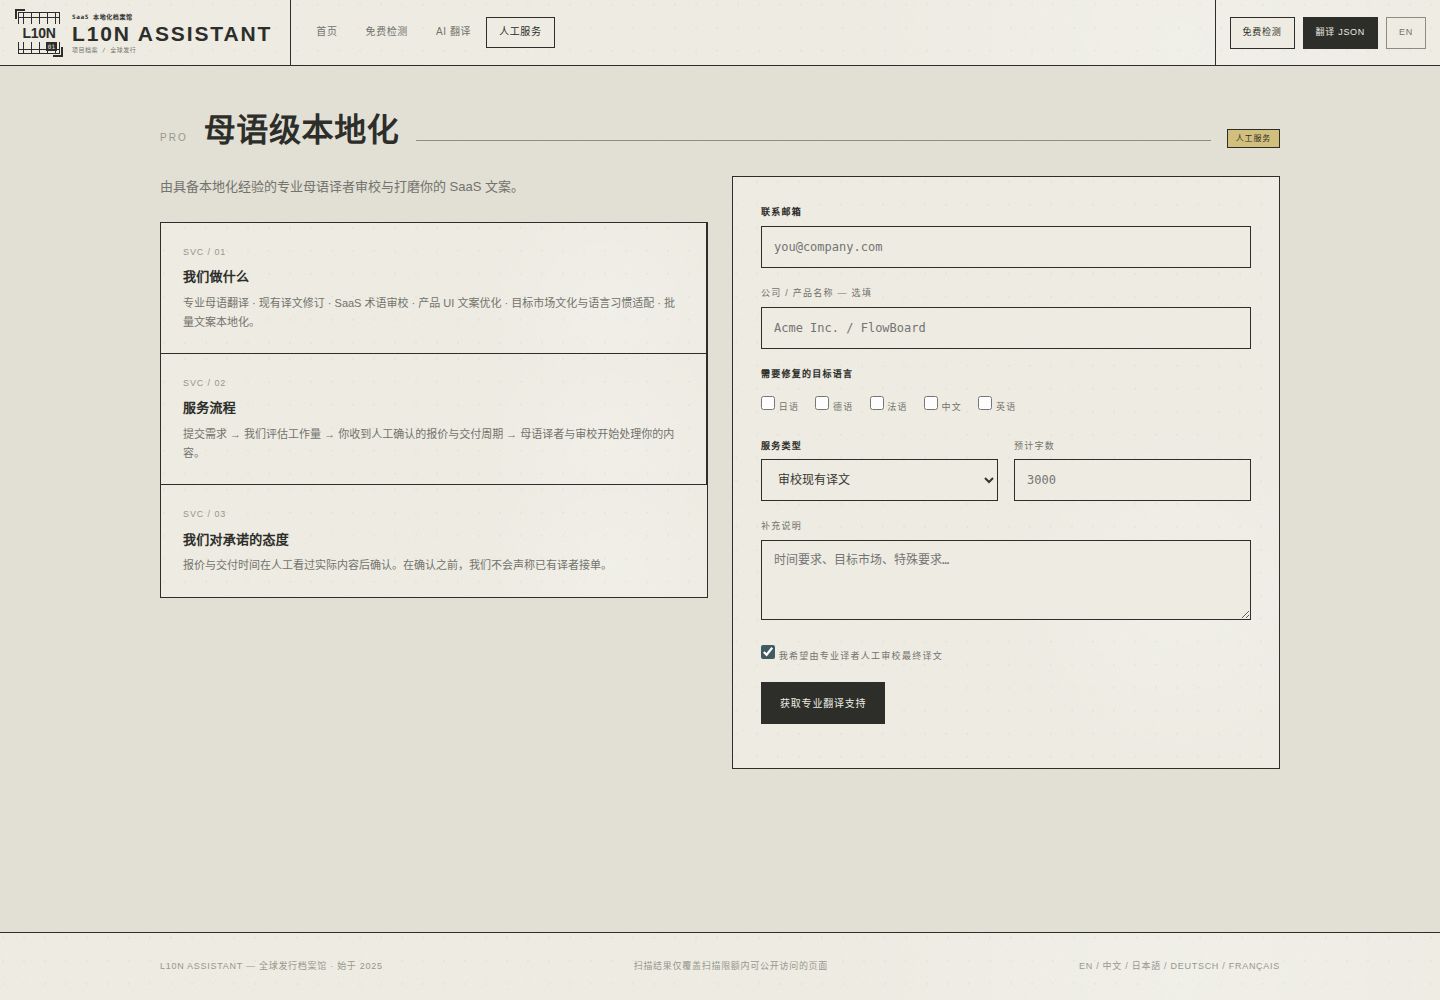 SaaS 本地化档案馆
L10N
01
L10N ASSISTANT
项目档案 / 全球发行
首页
免费检测
AI 翻译
人工服务
免费检测
翻译 JSON
EN
PRO
母语级本地化
人工服务
由具备本地化经验的专业母语译者审校与打磨你的 SaaS 文案。
SVC / 01
我们做什么
专业母语翻译 · 现有译文修订 · SaaS 术语审校 · 产品 UI 文案优化 · 目标市场文化与语言习惯适配 · 批
量文案本地化。
SVC / 02
服务流程
提交需求 → 我们评估工作量 → 你收到人工确认的报价与交付周期 → 母语译者与审校开始处理你的内
容。
SVC / 03
我们对承诺的态度
报价与交付时间在人工看过实际内容后确认。在确认之前，我们不会声称已有译者接单。
联系邮箱
you@company.com
公司 / 产品名称 — 选填
Acme Inc. / FlowBoard
需要修复的目标语言
日语
德语
法语
中文
英语
服务类型
预计字数
审校现有译文
3000
补充说明
时间要求、目标市场、特殊要求…
我希望由专业译者人工审校最终译文
获取专业翻译支持
L10N ASSISTANT — 全球发行档案馆 · 始于 2025
扫描结果仅覆盖扫描限额内可公开访问的页面
EN / 中文 / 日本語 / DEUTSCH / FRANÇAIS